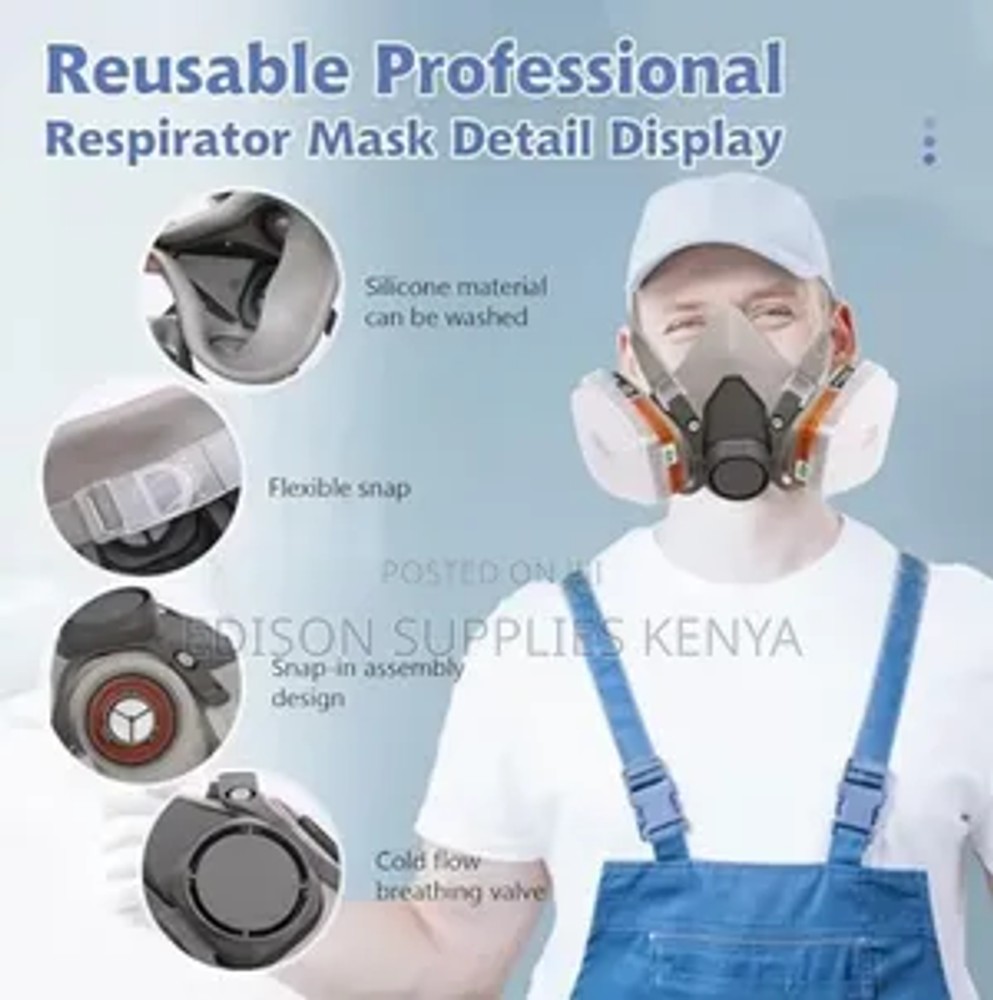 Reusable Professional
Respirator Mask Detail Display
Silicone material
can be washed
Flexible snap
POSTED ON
EDISON SUPPLIES KENYA
Snap-in assembly
design
Cold flow
breathing valve